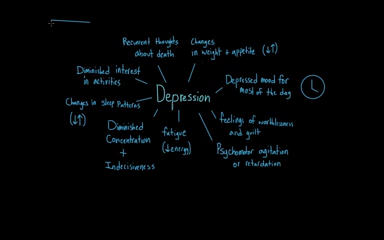 Recurrent thoughts
about death
Changes
in weight + appetite (↓↑)
Diminished interest
in activities
Depressed mood for
most of the day
Changes in sleep patterns
(↓↑)
Depression
feelings of worthlessness
and guilt
Diminished
Concentration
+
Indecisiveness
fatigue
(↓energy)
Psychomotor agitation
or retardation